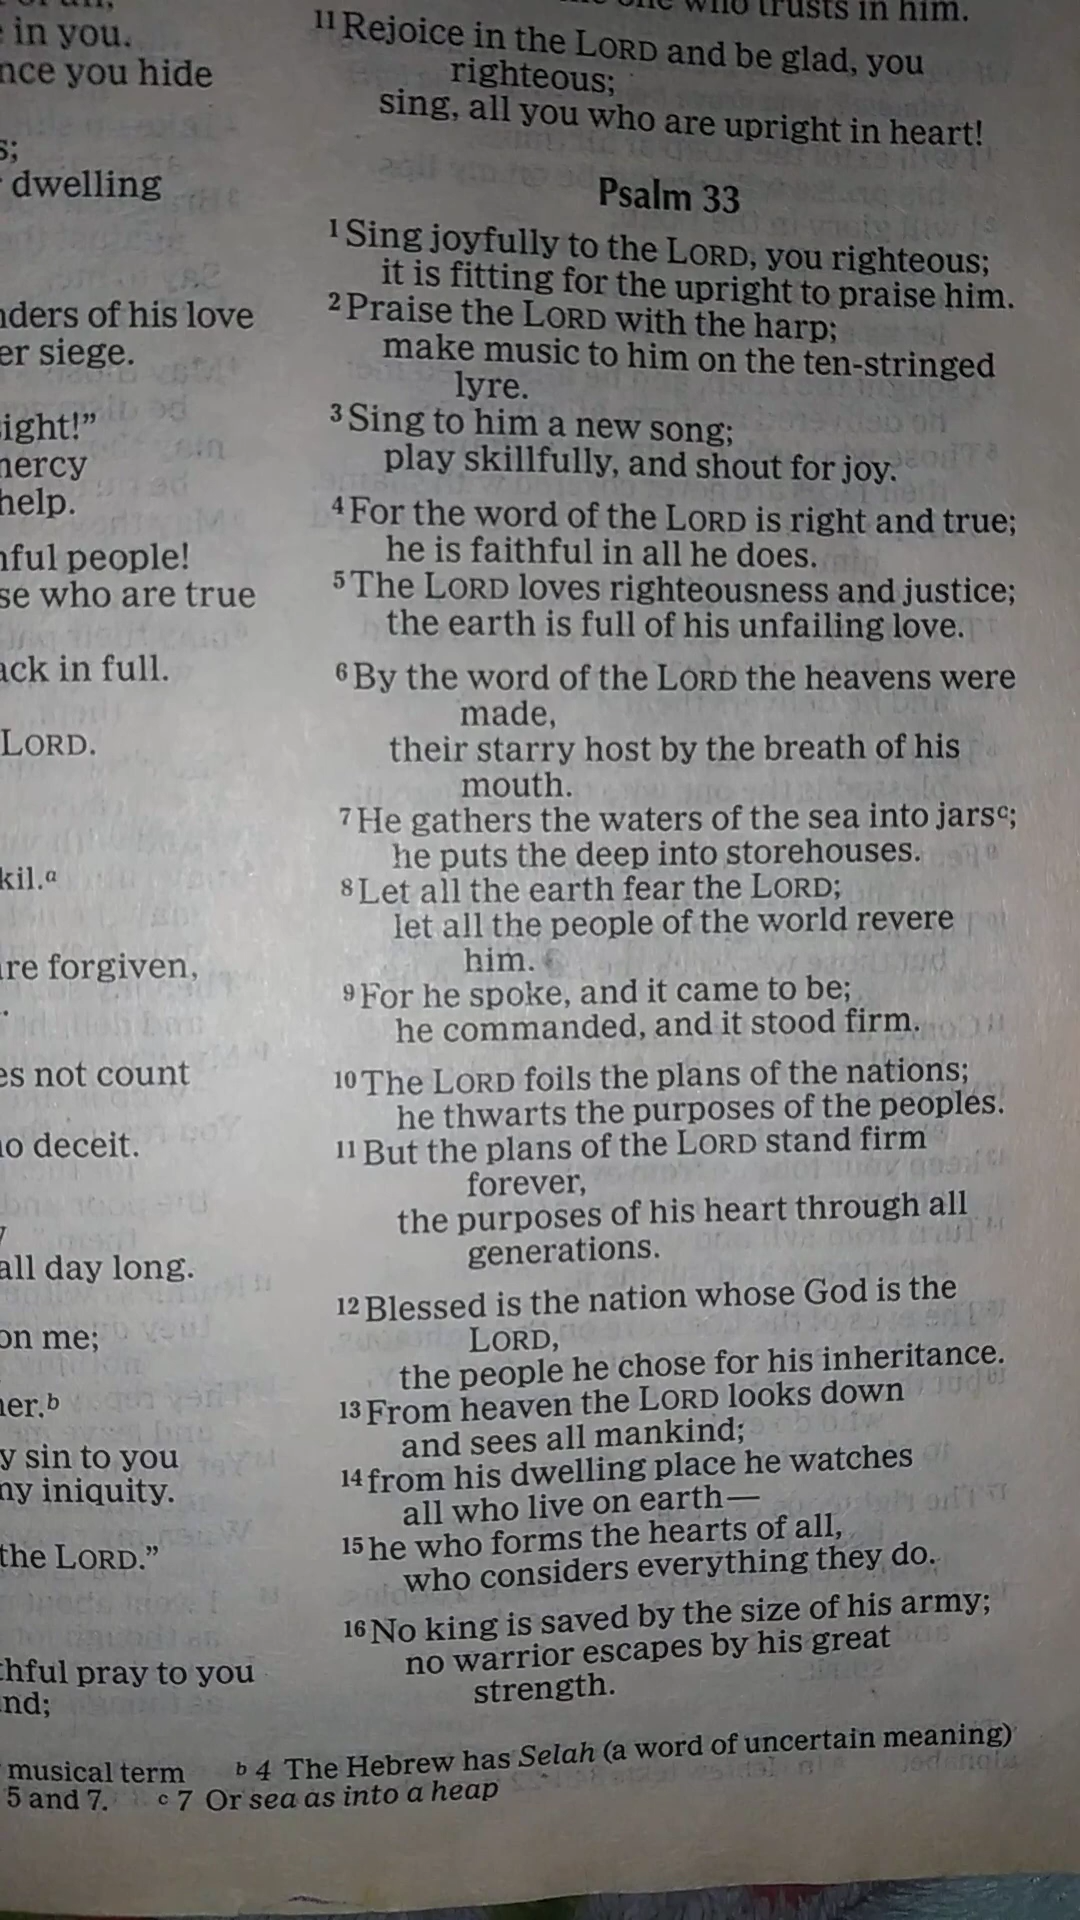 in you.
nce you hide
s;
dwelling
nders of his love
er siege.
ight!”
nercy
help.
nful people!
se who are true
ack in full.
LORD.
kil.a
re forgiven,
es not count
no deceit.
all day long.
on me;
her.b
y sin to you
ny iniquity.
the LORD.”
thful pray to you
nd;
who trusts in him.
11 Rejoice in the LORD and be glad, you
righteous;
sing, all you who are upright in heart!
Psalm 33
1 Sing joyfully to the LORD, you righteous;
it is fitting for the upright to praise him.
2 Praise the LORD with the harp;
make music to him on the ten-stringed
lyre.
3 Sing to him a new song;
play skillfully, and shout for joy.
4 For the word of the LORD is right and true;
he is faithful in all he does.
5 The LORD loves righteousness and justice;
the earth is full of his unfailing love.
6 By the word of the LORD the heavens were
made,
their starry host by the breath of his
mouth.
7 He gathers the waters of the sea into jarsc;
he puts the deep into storehouses.
8 Let all the earth fear the LORD;
let all the people of the world revere
him.
9 For he spoke, and it came to be;
he commanded, and it stood firm.
10 The LORD foils the plans of the nations;
he thwarts the purposes of the peoples.
11 But the plans of the LORD stand firm
forever,
the purposes of his heart through all
generations.
12 Blessed is the nation whose God is the
LORD,
the people he chose for his inheritance.
13 From heaven the LORD looks down
and sees all mankind;
14 from his dwelling place he watches
all who live on earth—
15 he who forms the hearts of all,
who considers everything they do.
16 No king is saved by the size of his army;
no warrior escapes by his great
strength.
musical term b 4 The Hebrew has Selah (a word of uncertain meaning)
5 and 7. c 7 Or sea as into a heap